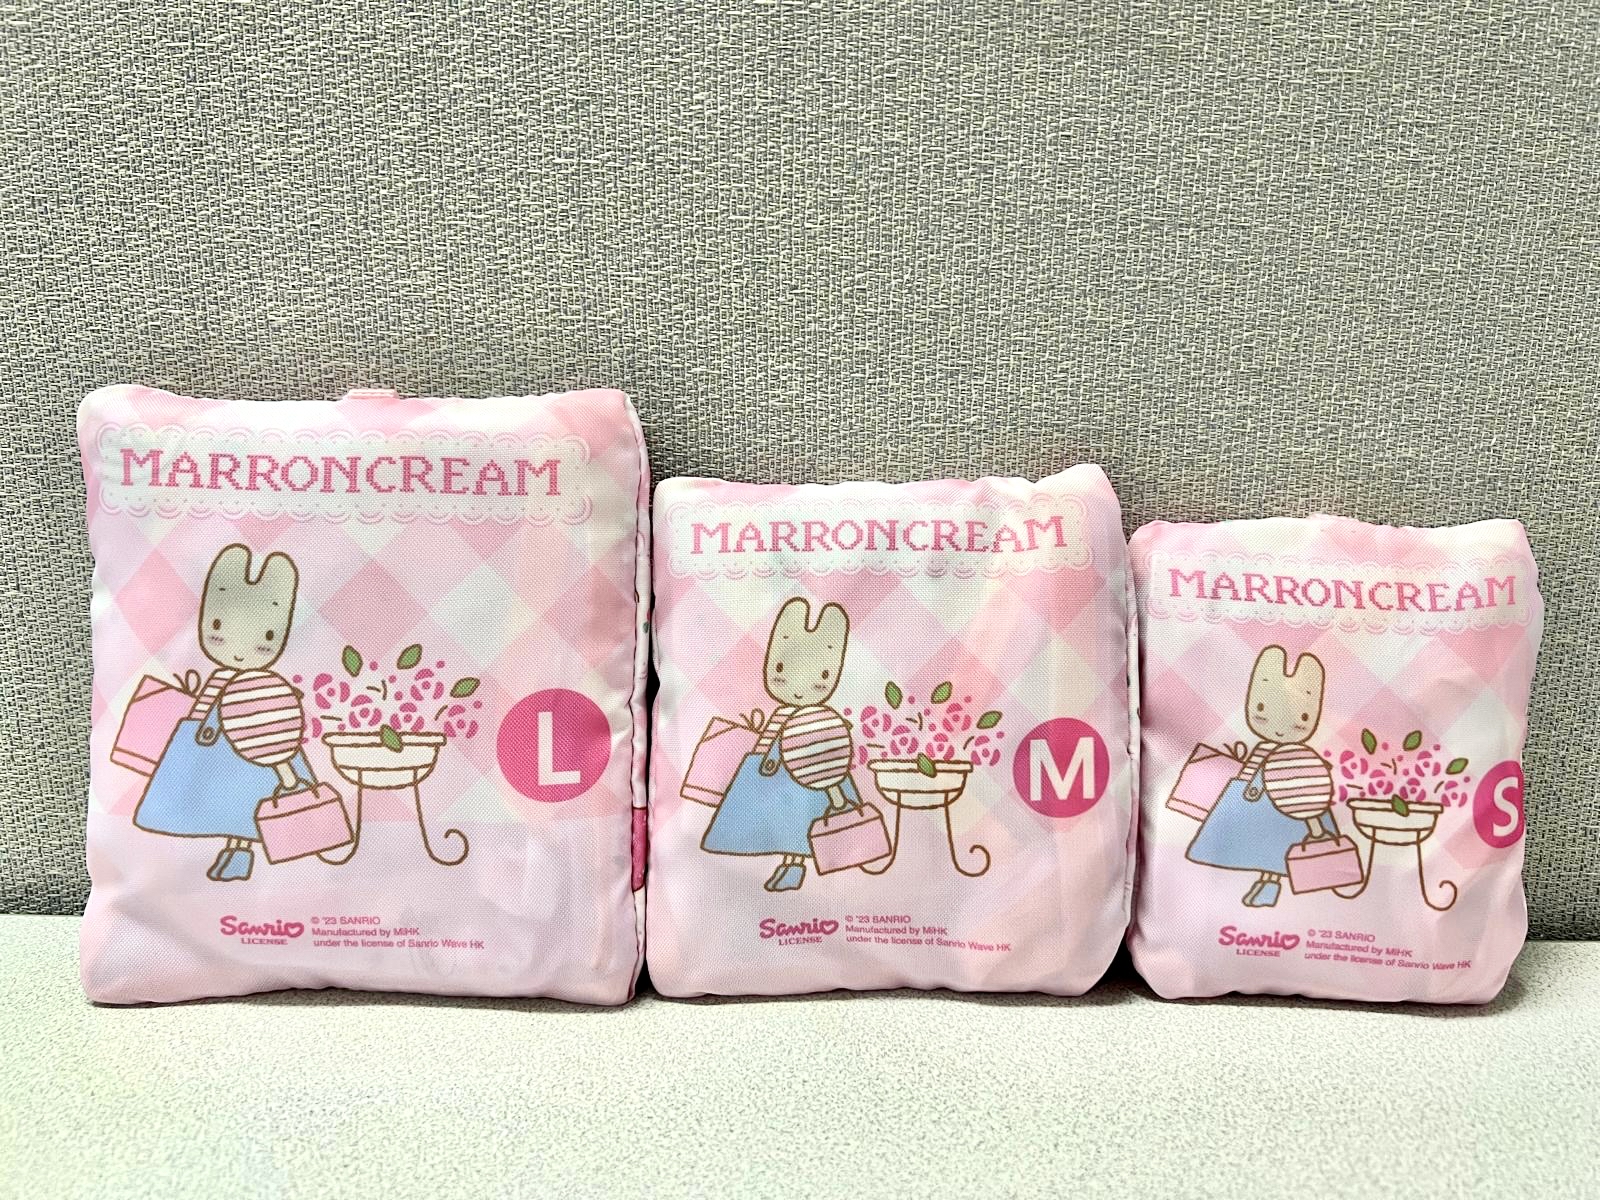 MARRONCREAM
L
Sanrio
LICENSE
© '23 SANRIO
Manufactured by MiHK
under the license of Sanrio Wave HK
MARRONCREAM
M
Sanrio
LICENSE
© '23 SANRIO
Manufactured by MiHK
under the license of Sanrio Wave HK
MARRONCREAM
S
Sanrio
LICENSE
© '23 SANRIO
Manufactured by MiHK
under the license of Sanrio Wave HK